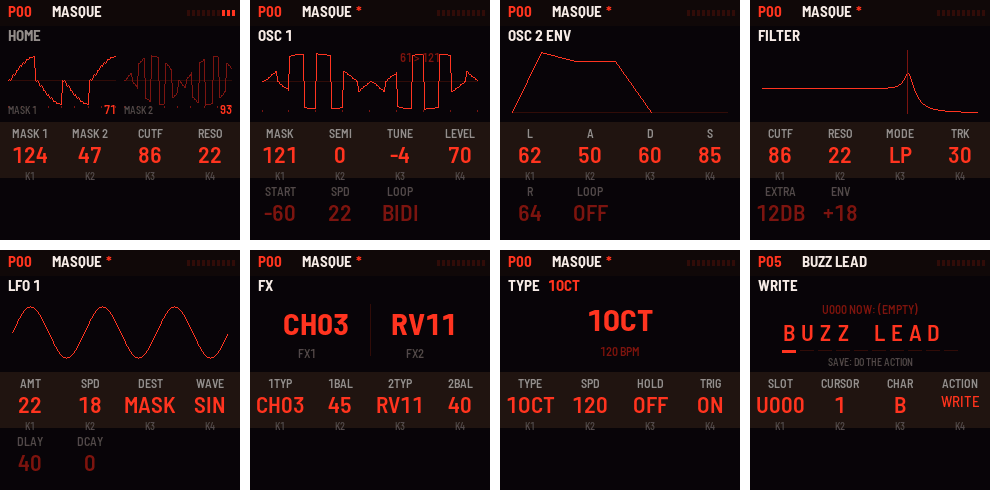 P00 MASQUE
HOME
MASK 1 71 MASK 2 93
MASK 1 MASK 2 CUTF RESO
124 47 86 22
K1 K2 K3 K4
P00 MASQUE *
OSC 1
61>121
MASK SEMI TUNE LEVEL
121 0 -4 70
K1 K2 K3 K4
START SPD LOOP
-60 22 BIDI
P00 MASQUE *
OSC 2 ENV
L A D S
62 50 60 85
K1 K2 K3 K4
R LOOP
64 OFF
P00 MASQUE *
FILTER
CUTF RESO MODE TRK
86 22 LP 30
K1 K2 K3 K4
EXTRA ENV
12DB +18
P00 MASQUE *
LFO 1
AMT SPD DEST WAVE
22 18 MASK SIN
K1 K2 K3 K4
DLAY DCAY
40 0
P00 MASQUE *
FX
CH03 RV11
FX1 FX2
1TYP 1BAL 2TYP 2BAL
CH03 45 RV11 40
K1 K2 K3 K4
P00 MASQUE *
TYPE 1OCT
1OCT
120 BPM
TYPE SPD HOLD TRIG
1OCT 120 OFF ON
K1 K2 K3 K4
P05 BUZZ LEAD
WRITE
U000 NOW: (EMPTY)
BUZZ LEAD
SAVE: DO THE ACTION
SLOT CURSOR CHAR ACTION
U000 1 B WRITE
K1 K2 K3 K4